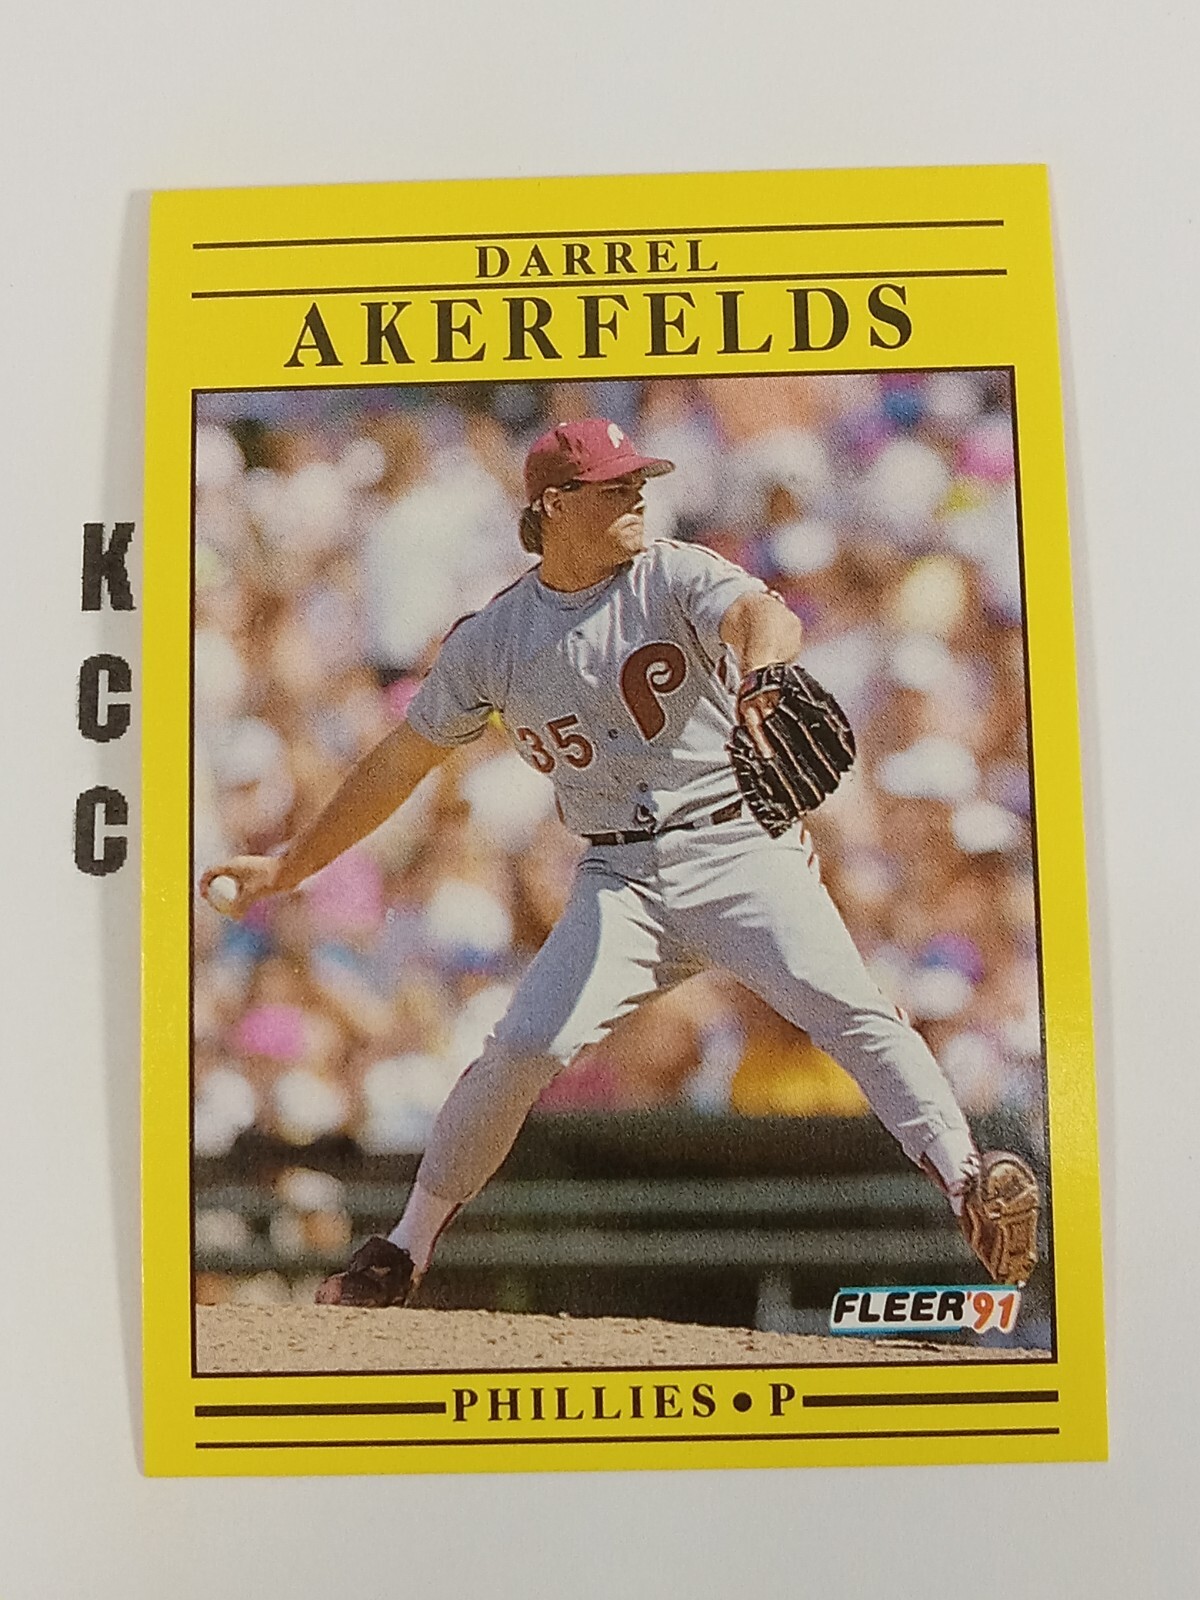 DARREL
AKERFELDS
K
C
C
P
35
FLEER '91
PHILLIES • P